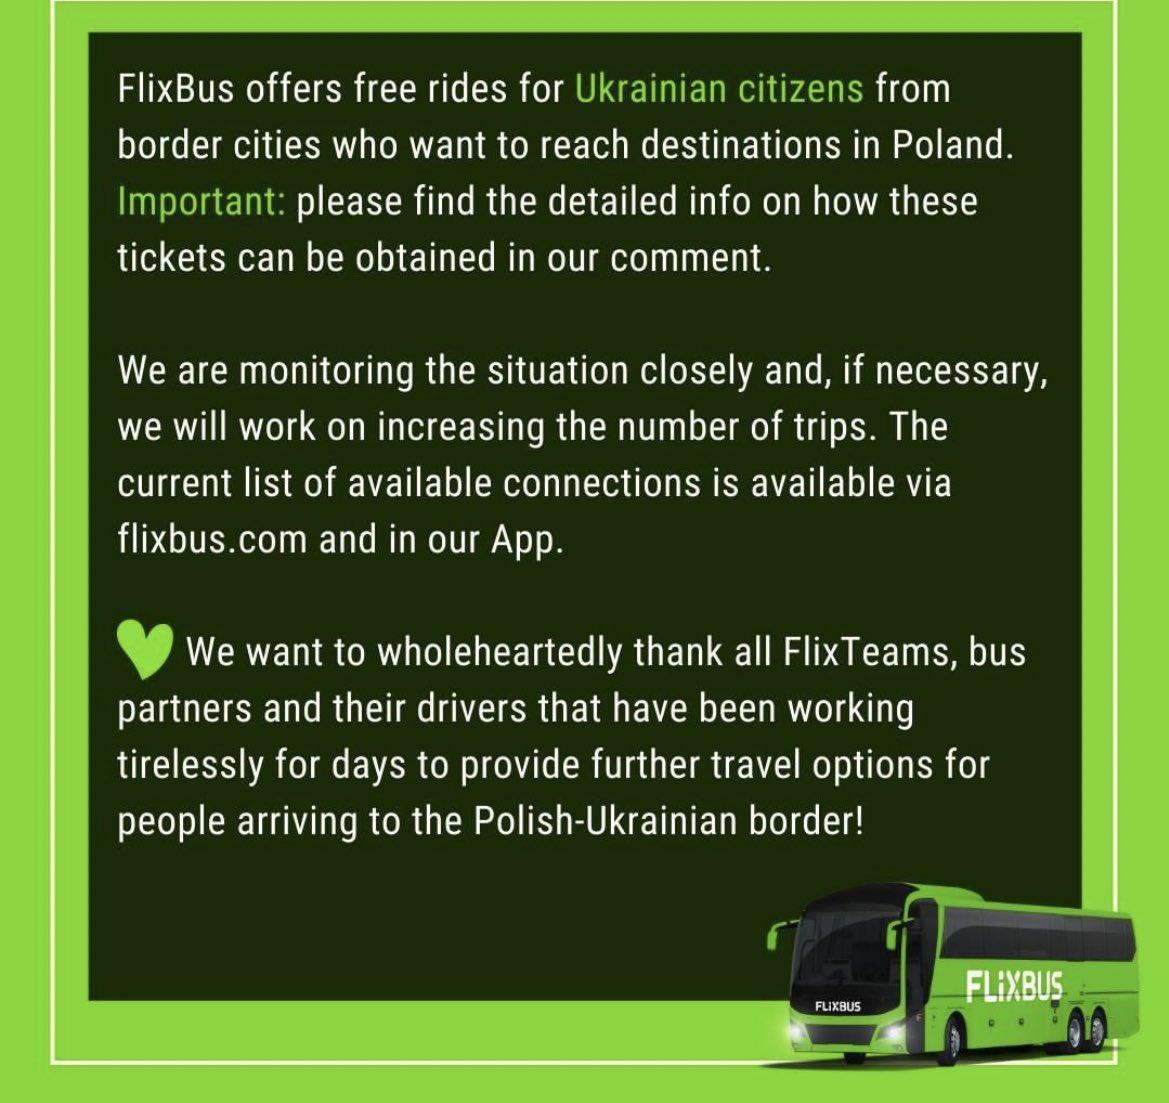 FlixBus offers free rides for Ukrainian citizens from
border cities who want to reach destinations in Poland.
Important: please find the detailed info on how these
tickets can be obtained in our comment.
We are monitoring the situation closely and, if necessary,
we will work on increasing the number of trips. The
current list of available connections is available via
flixbus.com and in our App.
We want to wholeheartedly thank all FlixTeams, bus
partners and their drivers that have been working
tirelessly for days to provide further travel options for
people arriving to the Polish-Ukrainian border!
FLiXBUS
FLiXBUS